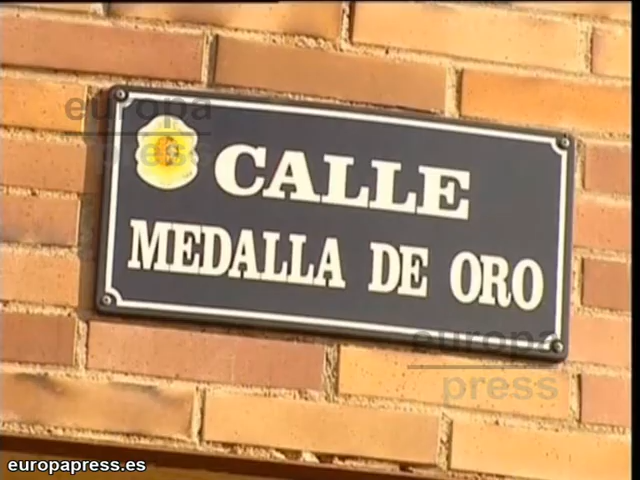 europa
press
CALLE
MEDALLA DE ORO
europa
press
europapress.es